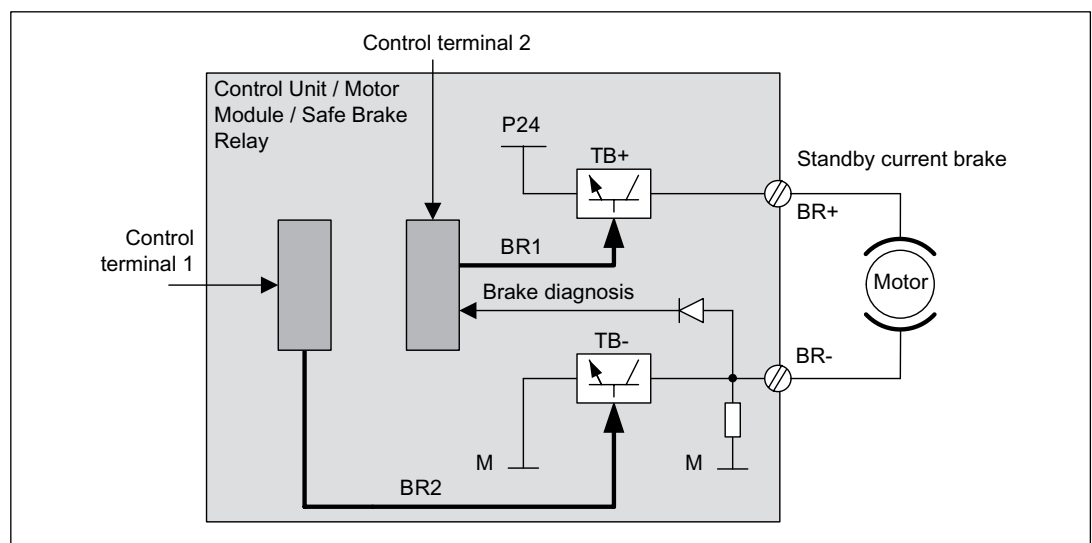 Control terminal 2
Control Unit / Motor
Module / Safe Brake
Relay
P24
TB+
Standby current brake
BR+
Control
terminal 1
BR1
Motor
Brake diagnosis
TB-
BR-
M
M
BR2